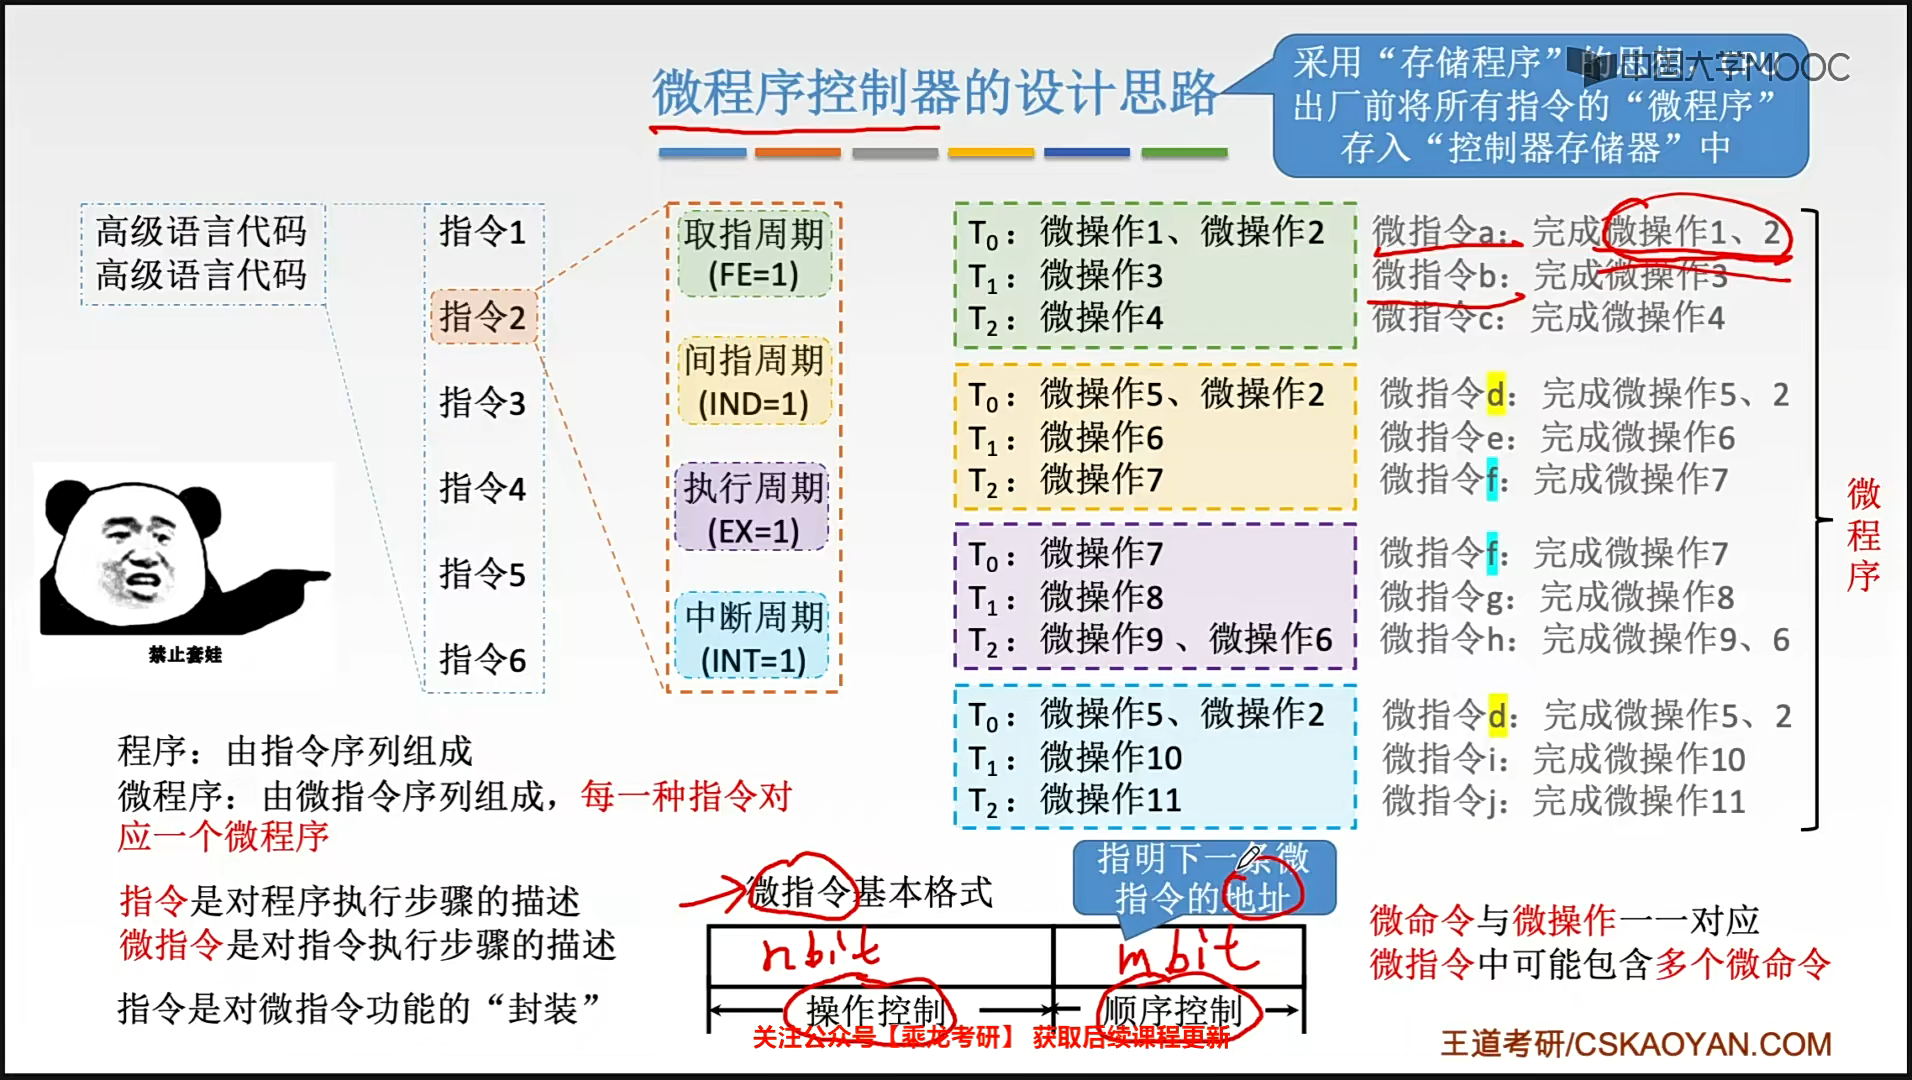 微程序控制器的设计思路
采用“存储程序”的思想，CPU
出厂前将所有指令的“微程序”
存入“控制器存储器”中
中国大学MOOC
高级语言代码
高级语言代码
指令1
指令2
指令3
指令4
指令5
指令6
取指周期
(FE=1)
间指周期
(IND=1)
执行周期
(EX=1)
中断周期
(INT=1)
T0：微操作1、微操作2
T1：微操作3
T2：微操作4
T0：微操作5、微操作2
T1：微操作6
T2：微操作7
T0：微操作7
T1：微操作8
T2：微操作9 、微操作6
T0：微操作5、微操作2
T1：微操作10
T2：微操作11
微指令a：完成微操作1、2
微指令b：完成微操作3
微指令c：完成微操作4
微指令d：完成微操作5、2
微指令e：完成微操作6
微指令f：完成微操作7
微指令f：完成微操作7
微指令g：完成微操作8
微指令h：完成微操作9、6
微指令d：完成微操作5、2
微指令i：完成微操作10
微指令j：完成微操作11
微程序
禁止套娃
程序：由指令序列组成
微程序：由微指令序列组成，每一种指令对
应一个微程序
指令是对程序执行步骤的描述
微指令是对指令执行步骤的描述
指令是对微指令功能的“封装”
微指令基本格式
指明下一条微
指令的地址
nbit
mbit
操作控制
顺序控制
微命令与微操作一一对应
微指令中可能包含多个微命令
关注公众号【乘龙考研】 获取后续课程更新
王道考研/CSKAOYAN.COM